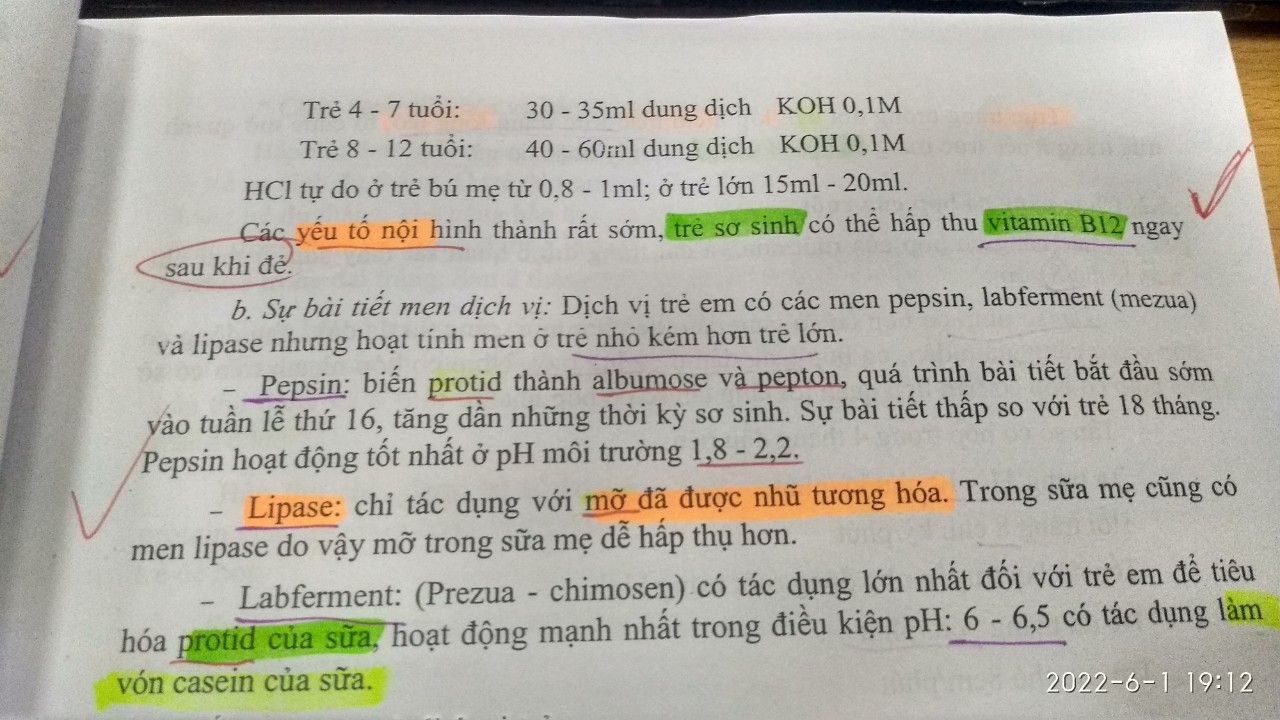 Trẻ 4 - 7 tuổi: 30 - 35ml dung dịch KOH 0,1M
Trẻ 8 - 12 tuổi: 40 - 60ml dung dịch KOH 0,1M
HCl tự do ở trẻ bú mẹ từ 0,8 - 1ml; ở trẻ lớn 15ml - 20ml.
Các yếu tố nội hình thành rất sớm, trẻ sơ sinh có thể hấp thu vitamin B12 ngay
sau khi đẻ.
b. Sự bài tiết men dịch vị: Dịch vị trẻ em có các men pepsin, labferment (mezua)
và lipase nhưng hoạt tính men ở trẻ nhỏ kém hơn trẻ lớn.
– Pepsin: biến protid thành albumose và pepton, quá trình bài tiết bắt đầu sớm
vào tuần lễ thứ 16, tăng dần những thời kỳ sơ sinh. Sự bài tiết thấp so với trẻ 18 tháng.
Pepsin hoạt động tốt nhất ở pH môi trường 1,8 - 2,2.
– Lipase: chỉ tác dụng với mỡ đã được nhũ tương hóa. Trong sữa mẹ cũng có
men lipase do vậy mỡ trong sữa mẹ dễ hấp thụ hơn.
– Labferment: (Prezua - chimosen) có tác dụng lớn nhất đối với trẻ em để tiêu
hóa protid của sữa, hoạt động mạnh nhất trong điều kiện pH: 6 - 6,5 có tác dụng làm
vón casein của sữa.
2022-6-1 19:12